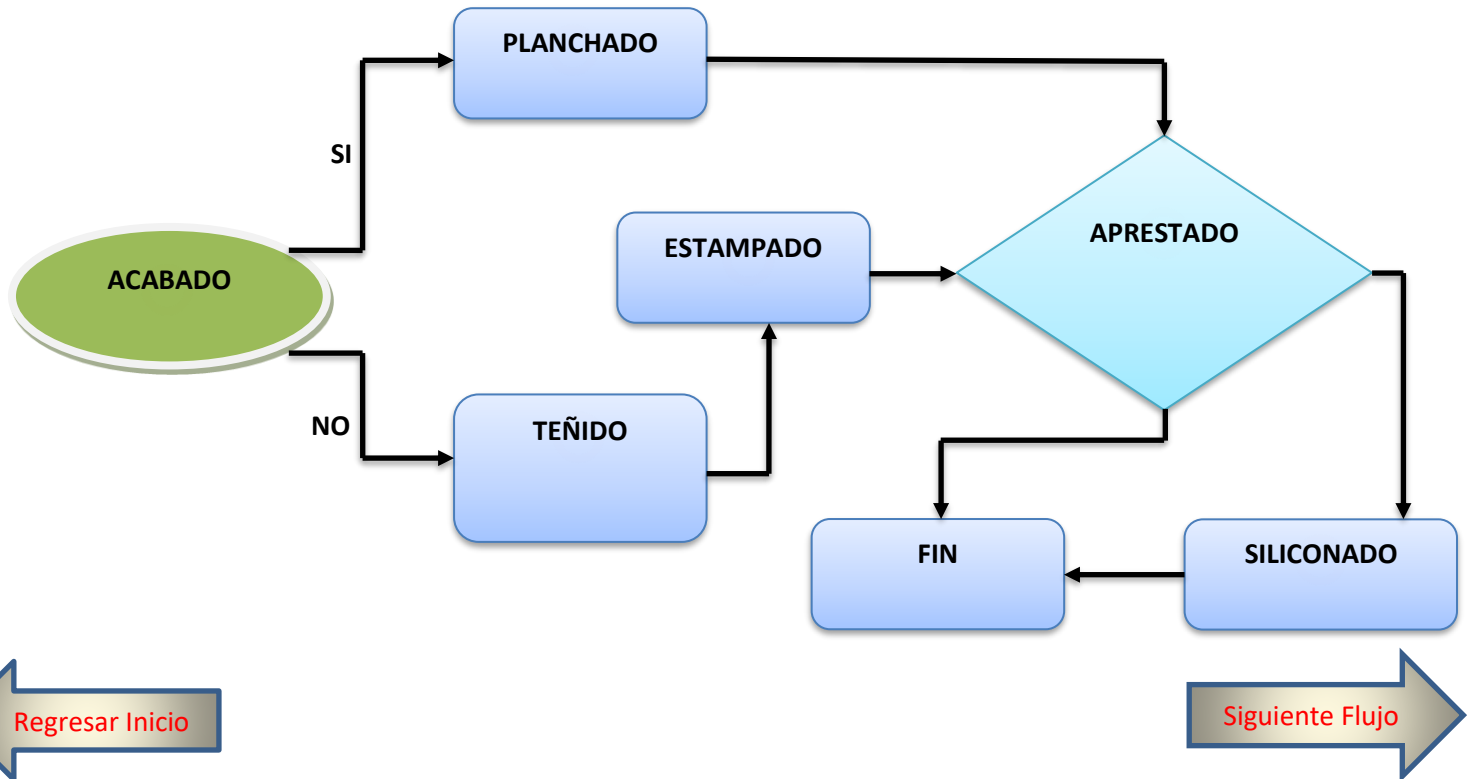 PLANCHADO
SI
ESTAMPADO
APRESTADO
ACABADO
NO
TEÑIDO
FIN
SILICONADO
Regresar Inicio
Siguiente Flujo